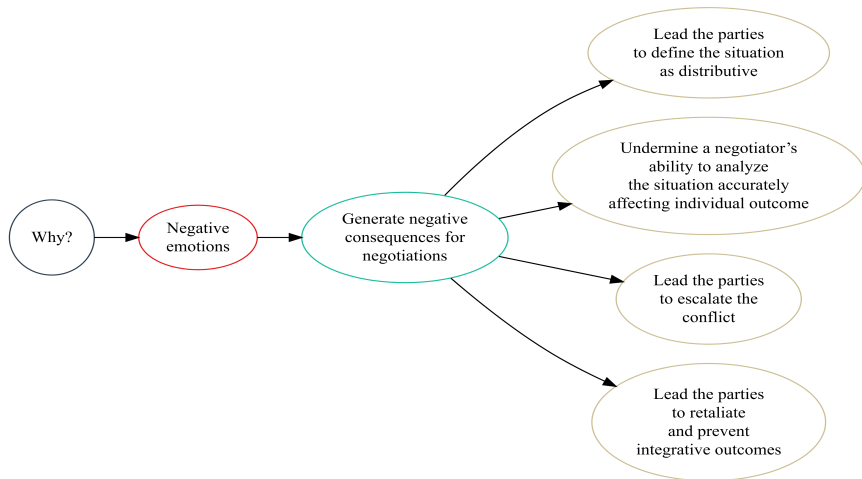 Why?
Negative
emotions
Generate negative
consequences for
negotiations
Lead the parties
to define the situation
as distributive
Undermine a negotiator’s
ability to analyze
the situation accurately
affecting individual outcome
Lead the parties
to escalate the
conflict
Lead the parties
to retaliate
and prevent
integrative outcomes